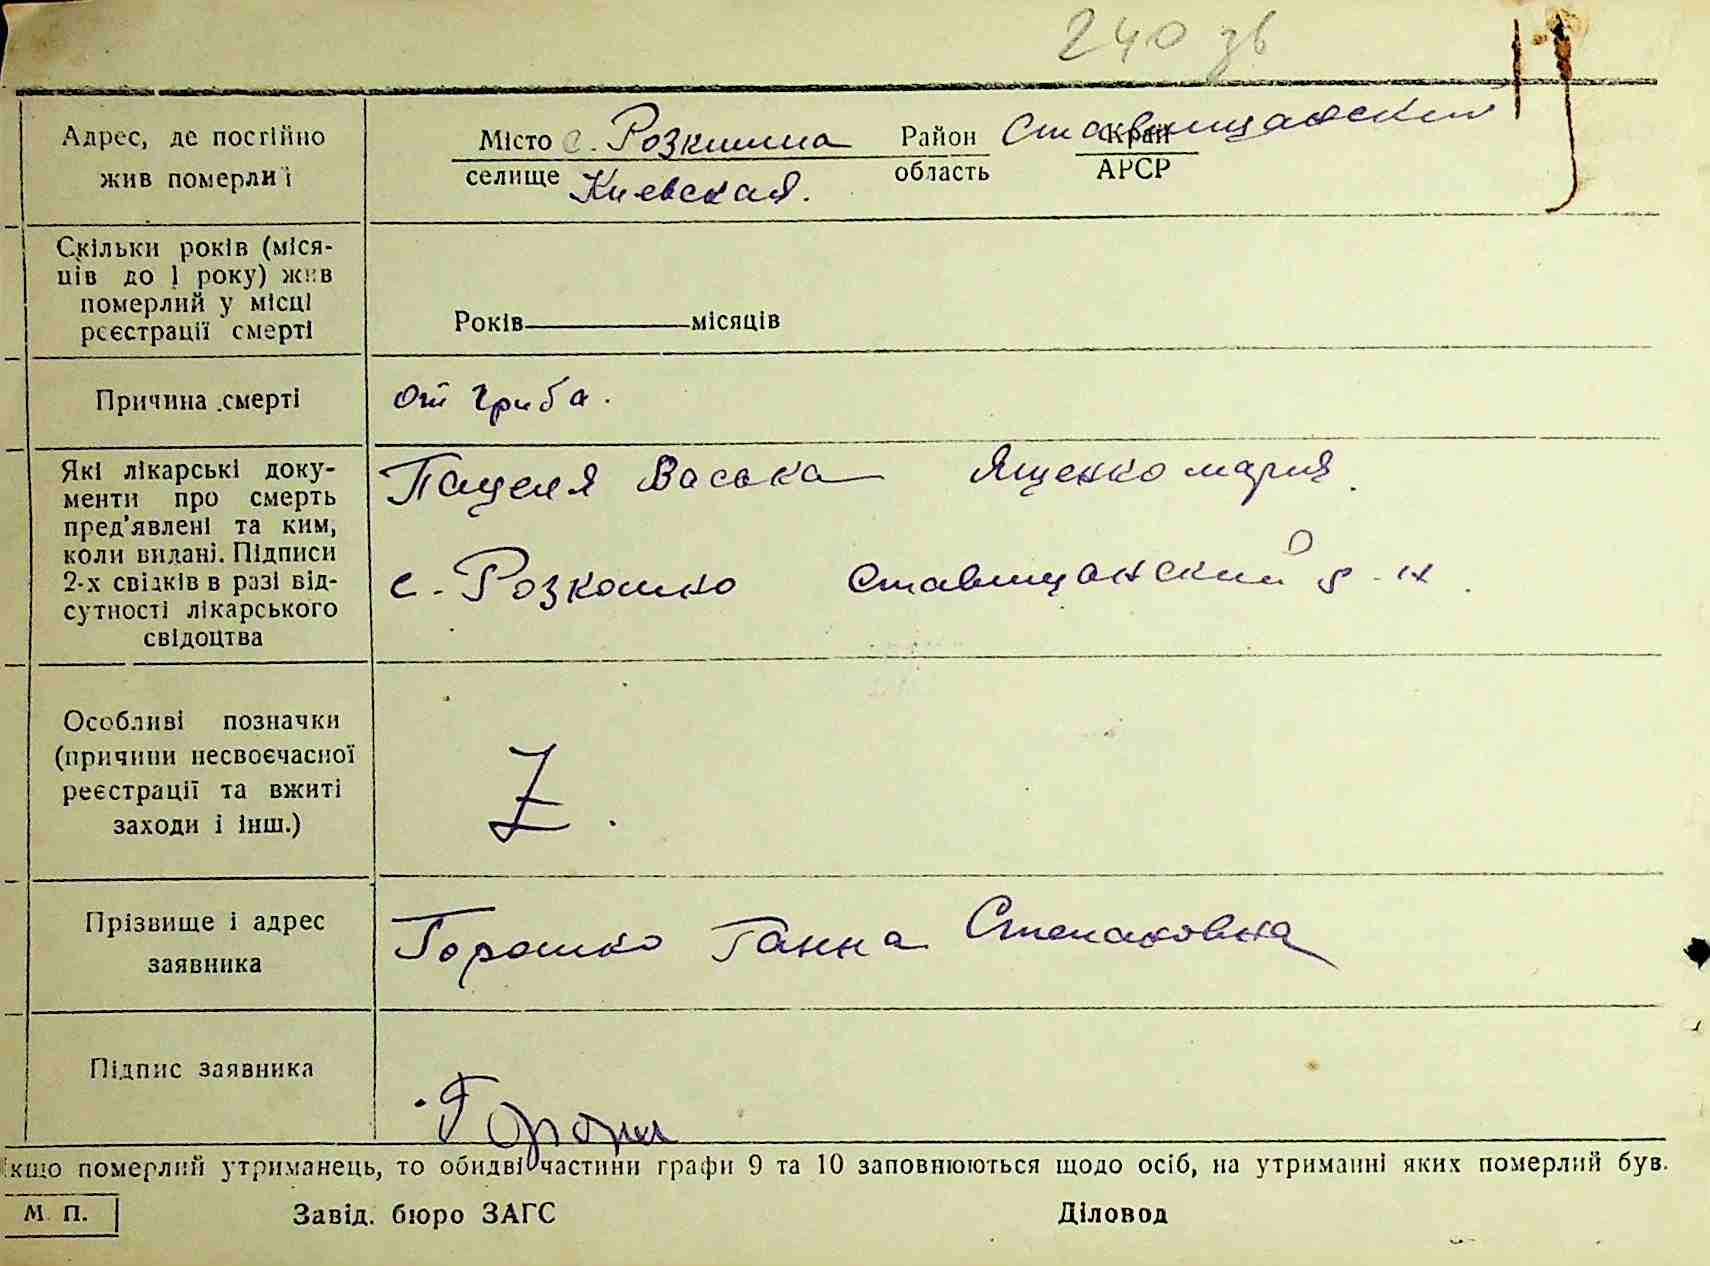 240 зв
Адрес, де постійно
жив померлий
Місто с. Розкишна Район Ставищанский Край
селище Киевская. область АРСР
Скільки років (міся-
ців до 1 року) жив
померлий у місці
реєстрації смерті
Років місяців
Причина смерті
от гриба.
Які лікарські доку-
менти про смерть
пред'явлені та ким,
коли видані. Підписи
2-х свідків в разі від-
сутності лікарського
свідоцтва
Пацеля Васька Ященко мария.
с. Розкошно Ставищанский р-н.
Особливі позначки
(причини несвоєчасної
реєстрації та вжиті
заходи і інш.)
Z.
Прізвище і адрес
заявника
Горошко Ганна Степановна
Підпис заявника
Горош
кщо померлий утриманець, то обидві частини графи 9 та 10 заповнюються щодо осіб, на утриманні яких померлий був.
М. П. Завід. бюро ЗАГС Діловод